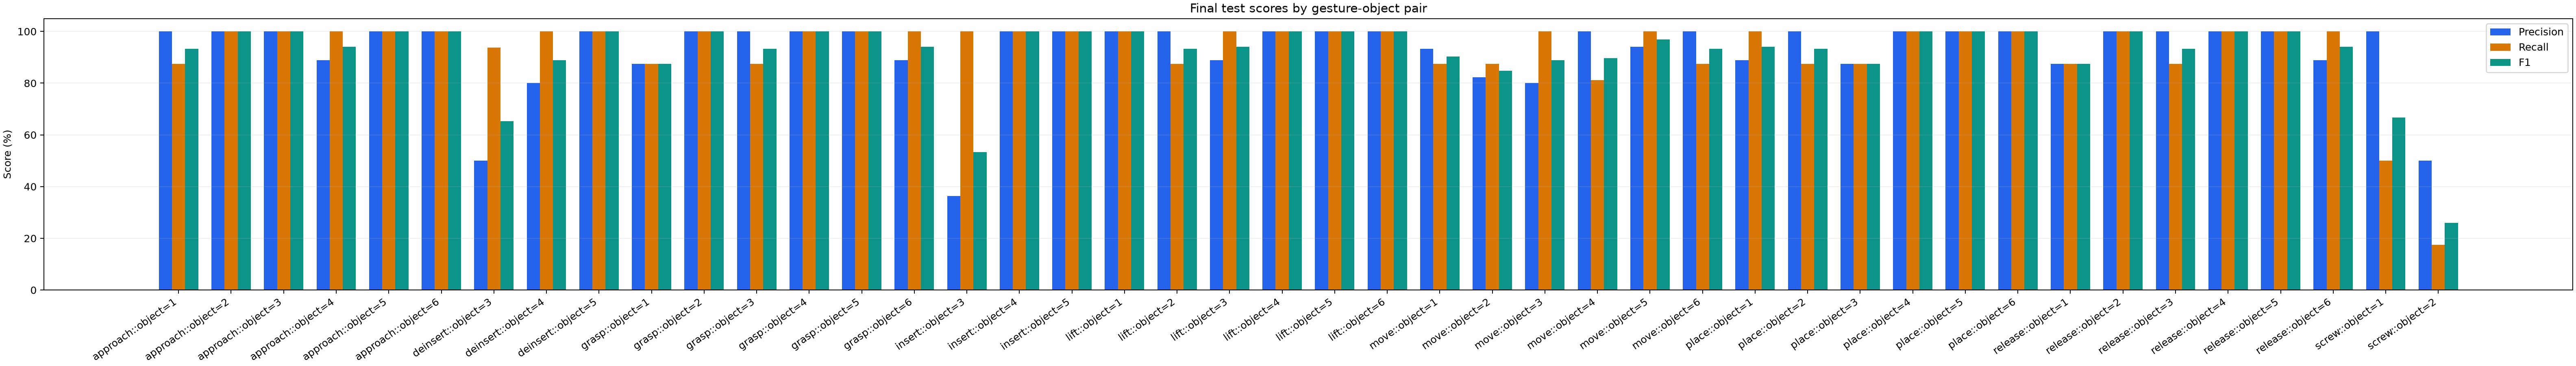 Final test scores by gesture-object pair
Precision
Recall
F1
Score (%)
100
80
60
40
20
0
approach::object=1
approach::object=2
approach::object=3
approach::object=4
approach::object=5
approach::object=6
deinsert::object=3
deinsert::object=4
deinsert::object=5
grasp::object=1
grasp::object=2
grasp::object=3
grasp::object=4
grasp::object=5
grasp::object=6
insert::object=3
insert::object=4
insert::object=5
lift::object=1
lift::object=2
lift::object=3
lift::object=4
lift::object=5
lift::object=6
move::object=1
move::object=2
move::object=3
move::object=4
move::object=5
move::object=6
place::object=1
place::object=2
place::object=3
place::object=4
place::object=5
place::object=6
release::object=1
release::object=2
release::object=3
release::object=4
release::object=5
release::object=6
screw::object=1
screw::object=2